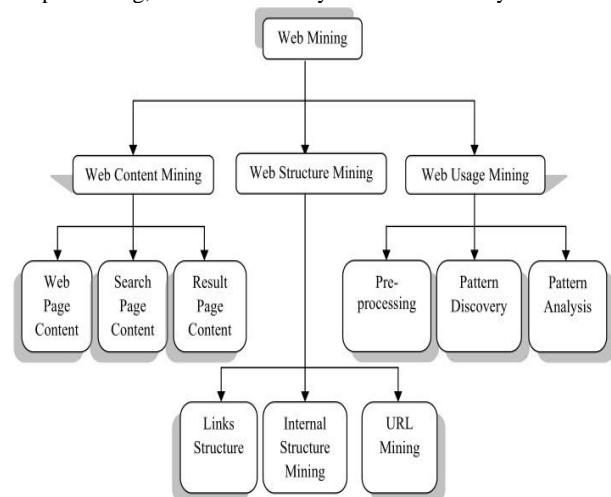 Web Mining
Web Content Mining
Web Structure Mining
Web Usage Mining
Web
Page
Content
Search
Page
Content
Result
Page
Content
Pre-
processing
Pattern
Discovery
Pattern
Analysis
Links
Structure
Internal
Structure
Mining
URL
Mining